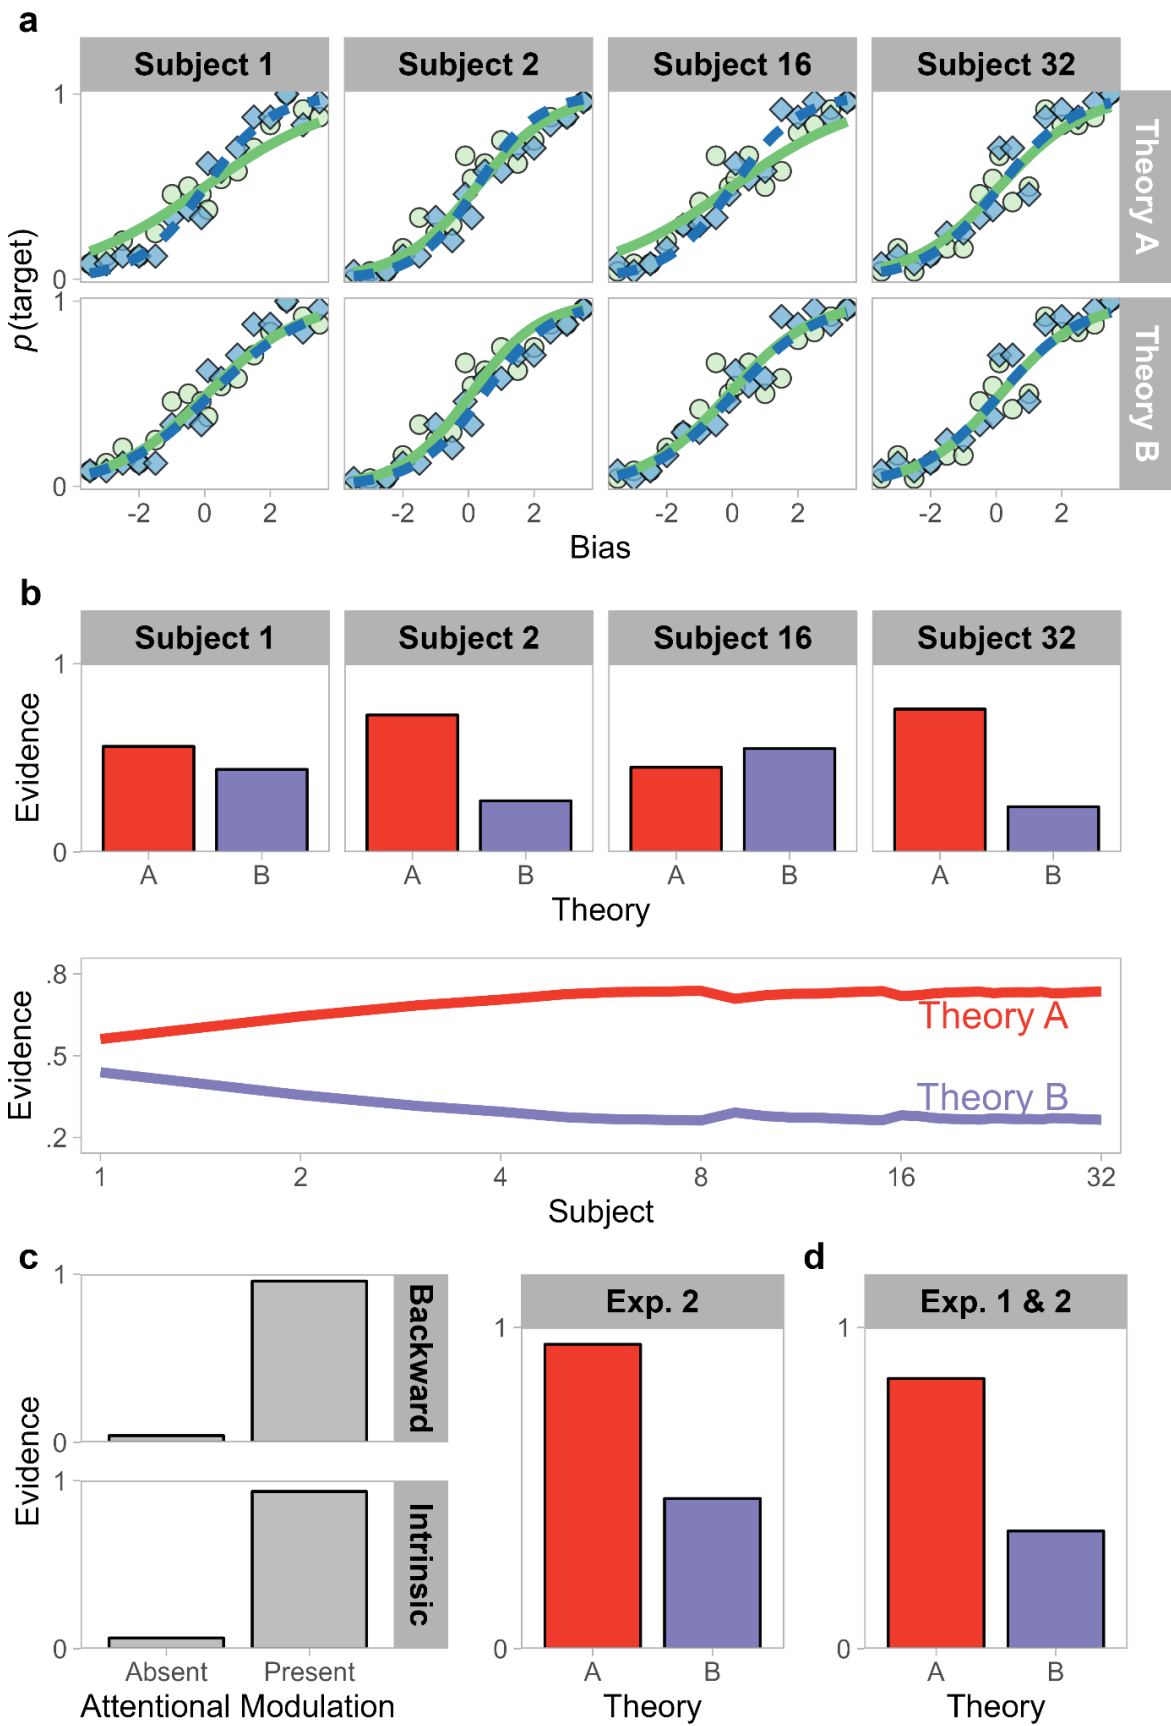 a
Subject 1 Subject 2 Subject 16 Subject 32
1
0
Theory A
p(target)
1
0
Theory B
-2 0 2 -2 0 2 -2 0 2 -2 0 2
Bias
b
Subject 1 Subject 2 Subject 16 Subject 32
1
Evidence
0
A B A B A B A B
Theory
.8
.5
.2
Evidence
Theory A
Theory B
1 2 4 8 16 32
Subject
c
1
0
Backward
Evidence
1
0
Intrinsic
Absent Present
Attentional Modulation
Exp. 2
1
0
A B
Theory
d
Exp. 1 & 2
1
0
A B
Theory